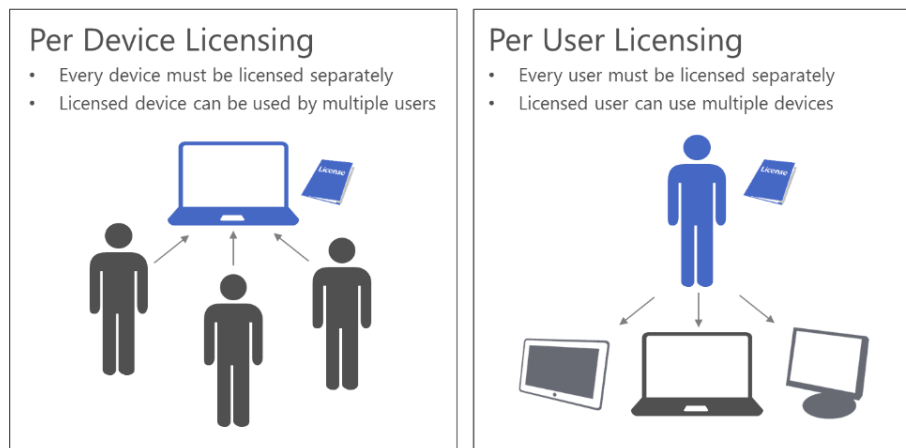 Per Device Licensing
• Every device must be licensed separately
• Licensed device can be used by multiple users
License
Per User Licensing
• Every user must be licensed separately
• Licensed user can use multiple devices
License